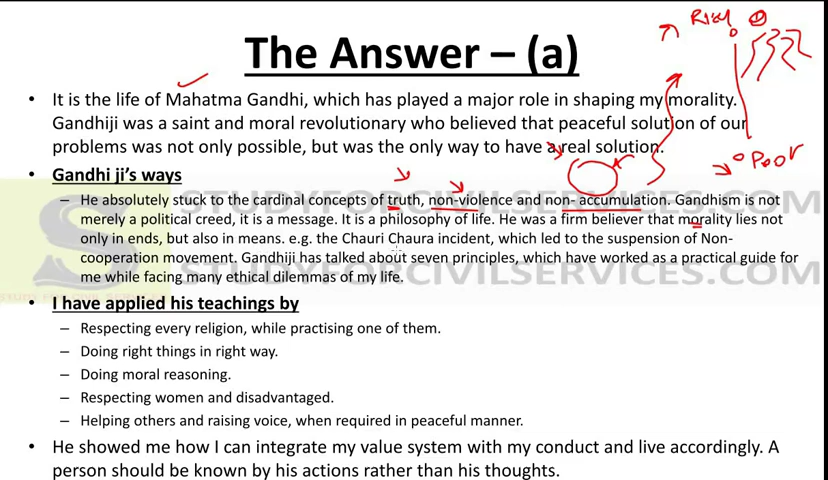 Rich
The Answer – (a)
• It is the life of Mahatma Gandhi, which has played a major role in shaping my morality.
Gandhiji was a saint and moral revolutionary who believed that peaceful solution of our
problems was not only possible, but was the only way to have a real solution.
Poor
• Gandhi ji’s ways
– He absolutely stuck to the cardinal concepts of truth, non-violence and non- accumulation. Gandhism is not
merely a political creed, it is a message. It is a philosophy of life. He was a firm believer that morality lies not
only in ends, but also in means. e.g. the Chauri Chaura incident, which led to the suspension of Non-
cooperation movement. Gandhiji has talked about seven principles, which have worked as a practical guide for
me while facing many ethical dilemmas of my life.
STUDYFORCIVILSERVICES.COM
STUDYFORCIVILSERVICES.COM
• I have applied his teachings by
– Respecting every religion, while practising one of them.
– Doing right things in right way.
– Doing moral reasoning.
– Respecting women and disadvantaged.
– Helping others and raising voice, when required in peaceful manner.
• He showed me how I can integrate my value system with my conduct and live accordingly. A
person should be known by his actions rather than his thoughts.